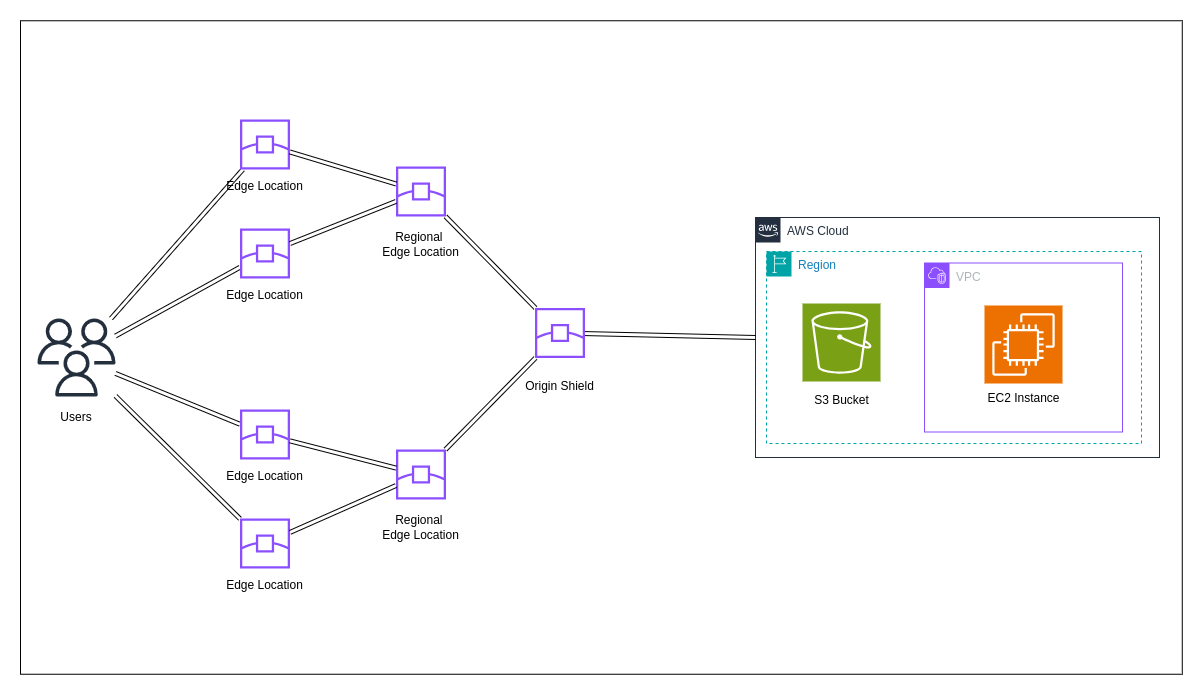 Edge Location
Regional
Edge Location
Edge Location
aws
AWS Cloud
Region
VPC
Users
Origin Shield
S3 Bucket
EC2 Instance
Edge Location
Regional
Edge Location
Edge Location